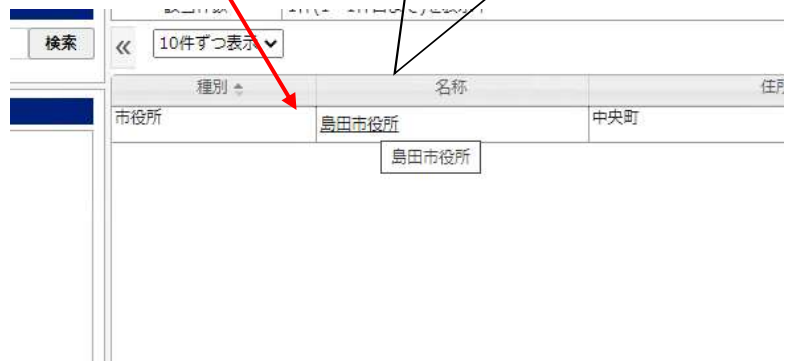 検索
10件ずつ表示
種別 名称 住所
市役所 島田市役所 中央町
島田市役所